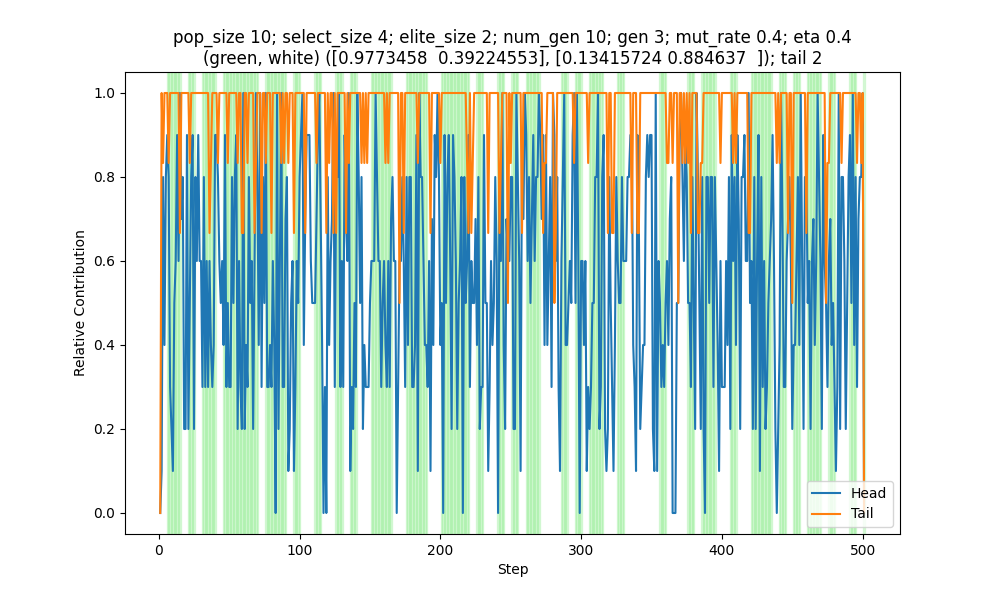 pop_size 10; select_size 4; elite_size 2; num_gen 10; gen 3; mut_rate 0.4; eta 0.4
(green, white) ([0.9773458  0.39224553], [0.13415724 0.884637  ]); tail 2
1.0
0.8
0.6
0.4
0.2
0.0
Relative Contribution
Head
Tail
0 100 200 300 400 500
Step